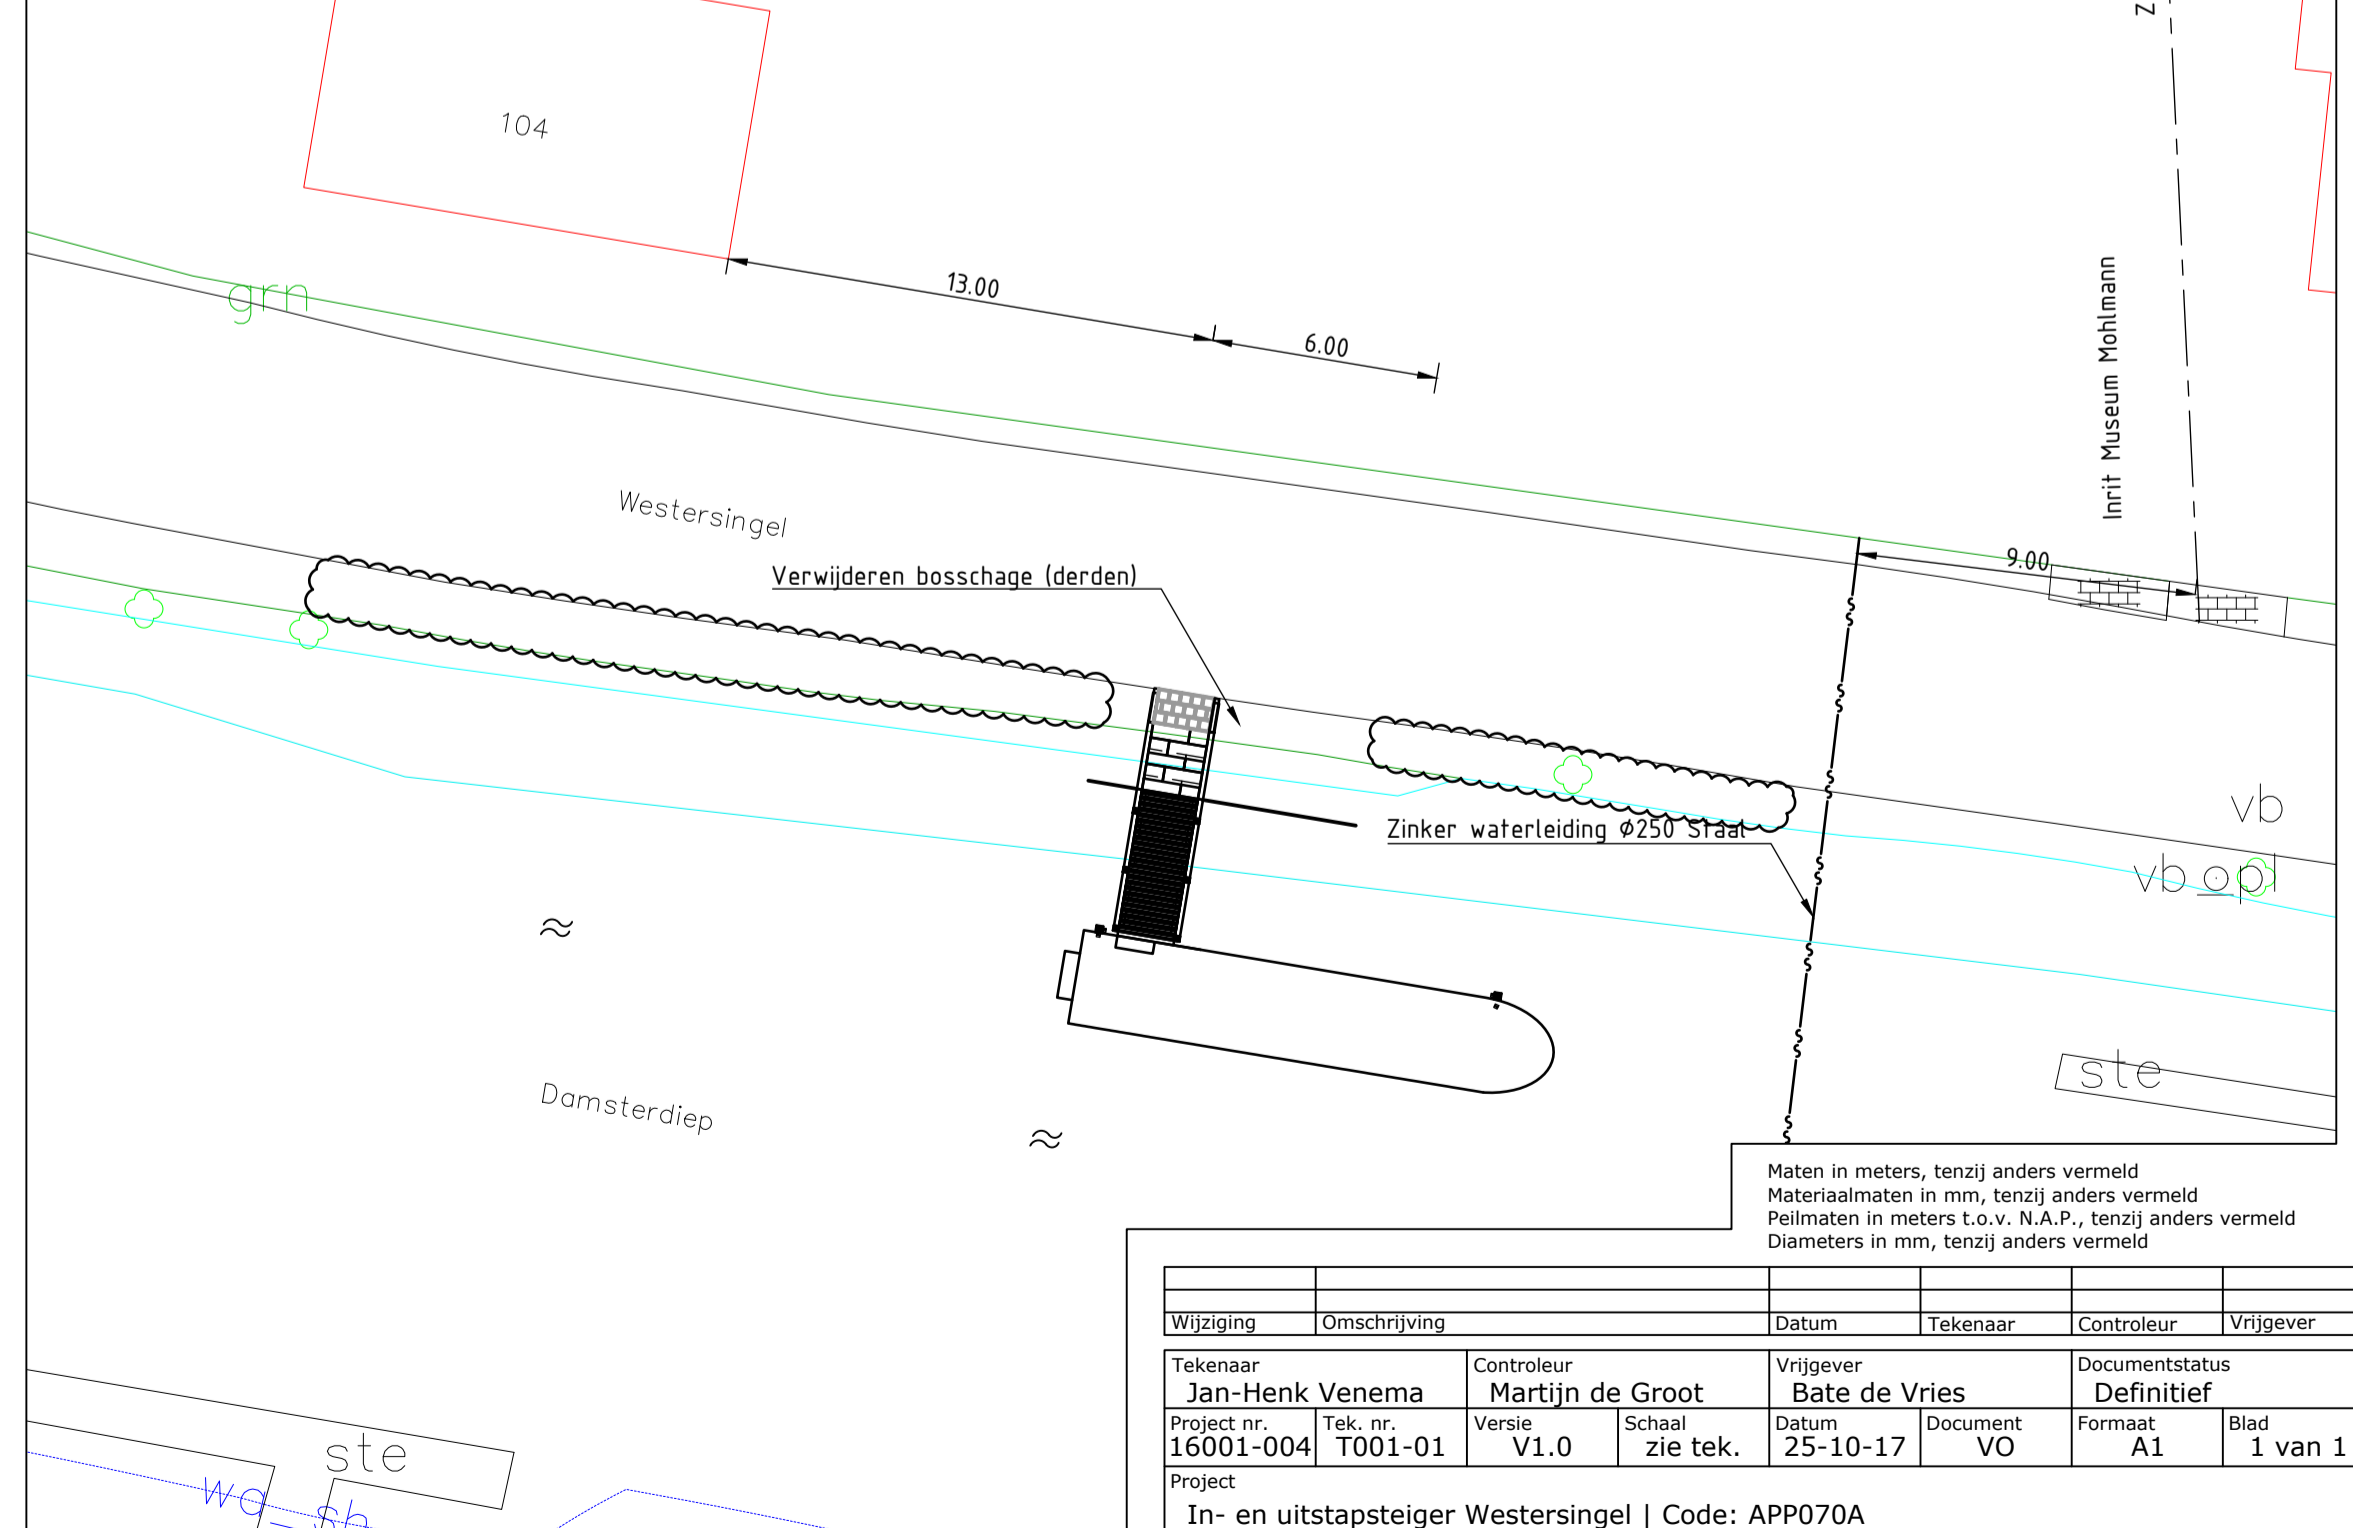 104
grn
13.00
6.00
Z
Inrit Museum Mohlmann
Westersingel
Verwijderen bosschage (derden)
9.00
Zinker waterleiding Ø250 Staal
vb
vb_opl
ste
Damsterdiep
Maten in meters, tenzij anders vermeld
Materiaalmaten in mm, tenzij anders vermeld
Peilmaten in meters t.o.v. N.A.P., tenzij anders vermeld
Diameters in mm, tenzij anders vermeld
Wijziging Omschrijving Datum Tekenaar Controleur Vrijgever
Tekenaar Controleur Vrijgever Documentstatus
Jan-Henk Venema Martijn de Groot Bate de Vries Definitief
Project nr. Tek. nr. Versie Schaal Datum Document Formaat Blad
16001-004 T001-01 V1.0 zie tek. 25-10-17 VO A1 1 van 1
Project
In- en uitstapsteiger Westersingel | Code: APP070A
ste
wa_sh